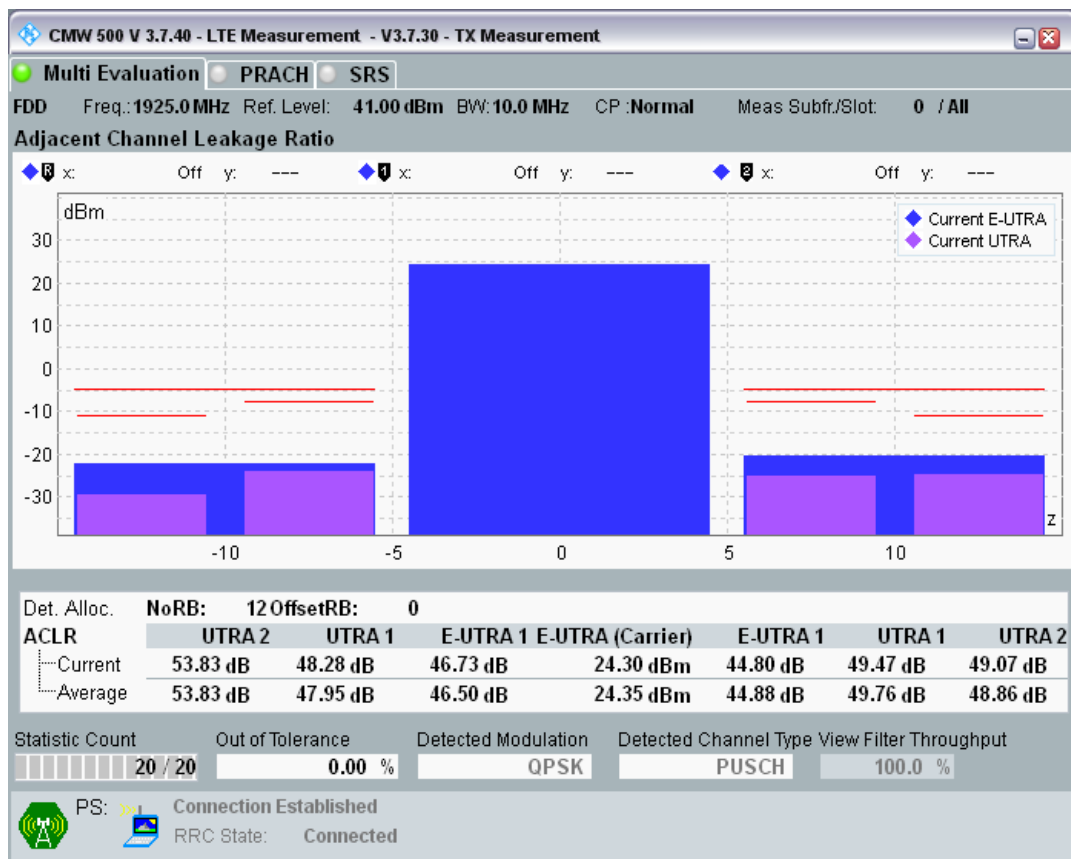 CMW 500 V 3.7.40 - LTE Measurement - V3.7.30 - TX Measurement
Multi Evaluation PRACH SRS
FDD Freq.:1925.0 MHz Ref. Level: 41.00 dBm BW:10.0 MHz CP :Normal Meas Subfr./Slot: 0 / All
Adjacent Channel Leakage Ratio
R x: Off y: --- 1 x: Off y: --- 2 x: Off y: ---
dBm
Current E-UTRA
Current UTRA
30
20
10
0
-10
-20
-30
z
-10 -5 0 5 10
Det. Alloc. NoRB: 12 OffsetRB: 0
ACLR UTRA 2 UTRA 1 E-UTRA 1 E-UTRA (Carrier) E-UTRA 1 UTRA 1 UTRA 2
Current 53.83 dB 48.28 dB 46.73 dB 24.30 dBm 44.80 dB 49.47 dB 49.07 dB
Average 53.83 dB 47.95 dB 46.50 dB 24.35 dBm 44.88 dB 49.76 dB 48.86 dB
Statistic Count Out of Tolerance Detected Modulation Detected Channel Type View Filter Throughput
20 / 20 0.00 % QPSK PUSCH 100.0 %
PS: Connection Established
RRC State: Connected